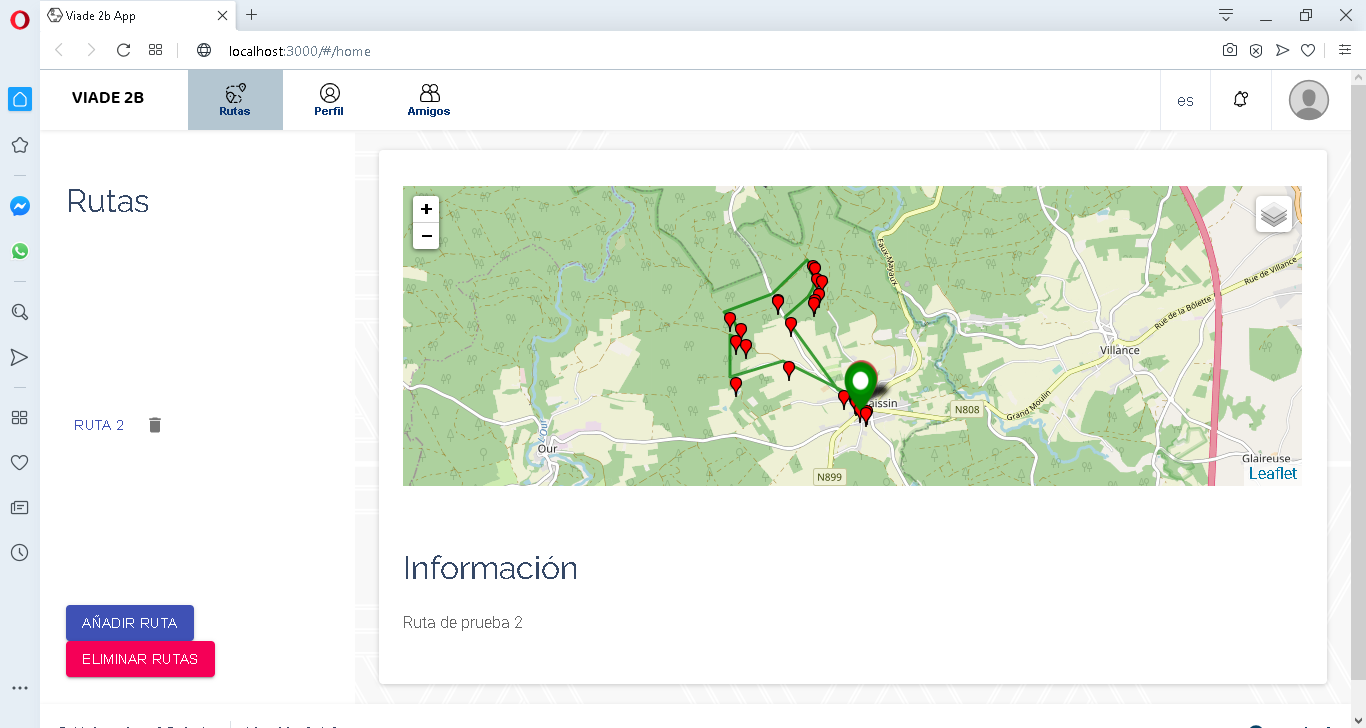 Viade 2b App
localhost:3000/#/home
VIADE 2B
Rutas
Perfil
Amigos
es
Rutas
RUTA 2
AÑADIR RUTA
ELIMINAR RUTAS
+
−
Faux-Mayaux
Rue de Villance
Rue de la Bôlette
Villance
Grand Moulin
N808
aissin
l'Our
Our
N899
Glaireuse
Leaflet
Información
Ruta de prueba 2